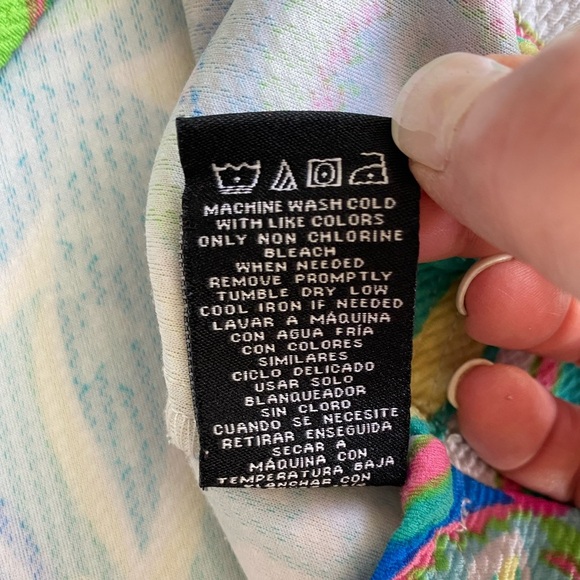 MACHINE WASH COLD
WITH LIKE COLORS
ONLY NON CHLORINE
BLEACH
WHEN NEEDED
REMOVE PROMPTLY
TUMBLE DRY LOW
COOL IRON IF NEEDED
LAVAR A MÁQUINA
CON AGUA FRÍA
CON COLORES
SIMILARES
CICLO DELICADO
USAR SOLO
BLANQUEADOR
SIN CLORO
CUANDO SE NECESITE
RETIRAR ENSEGUIDA
SECAR A
MÁQUINA CON
TEMPERATURA BAJA
PLANCHAR CON